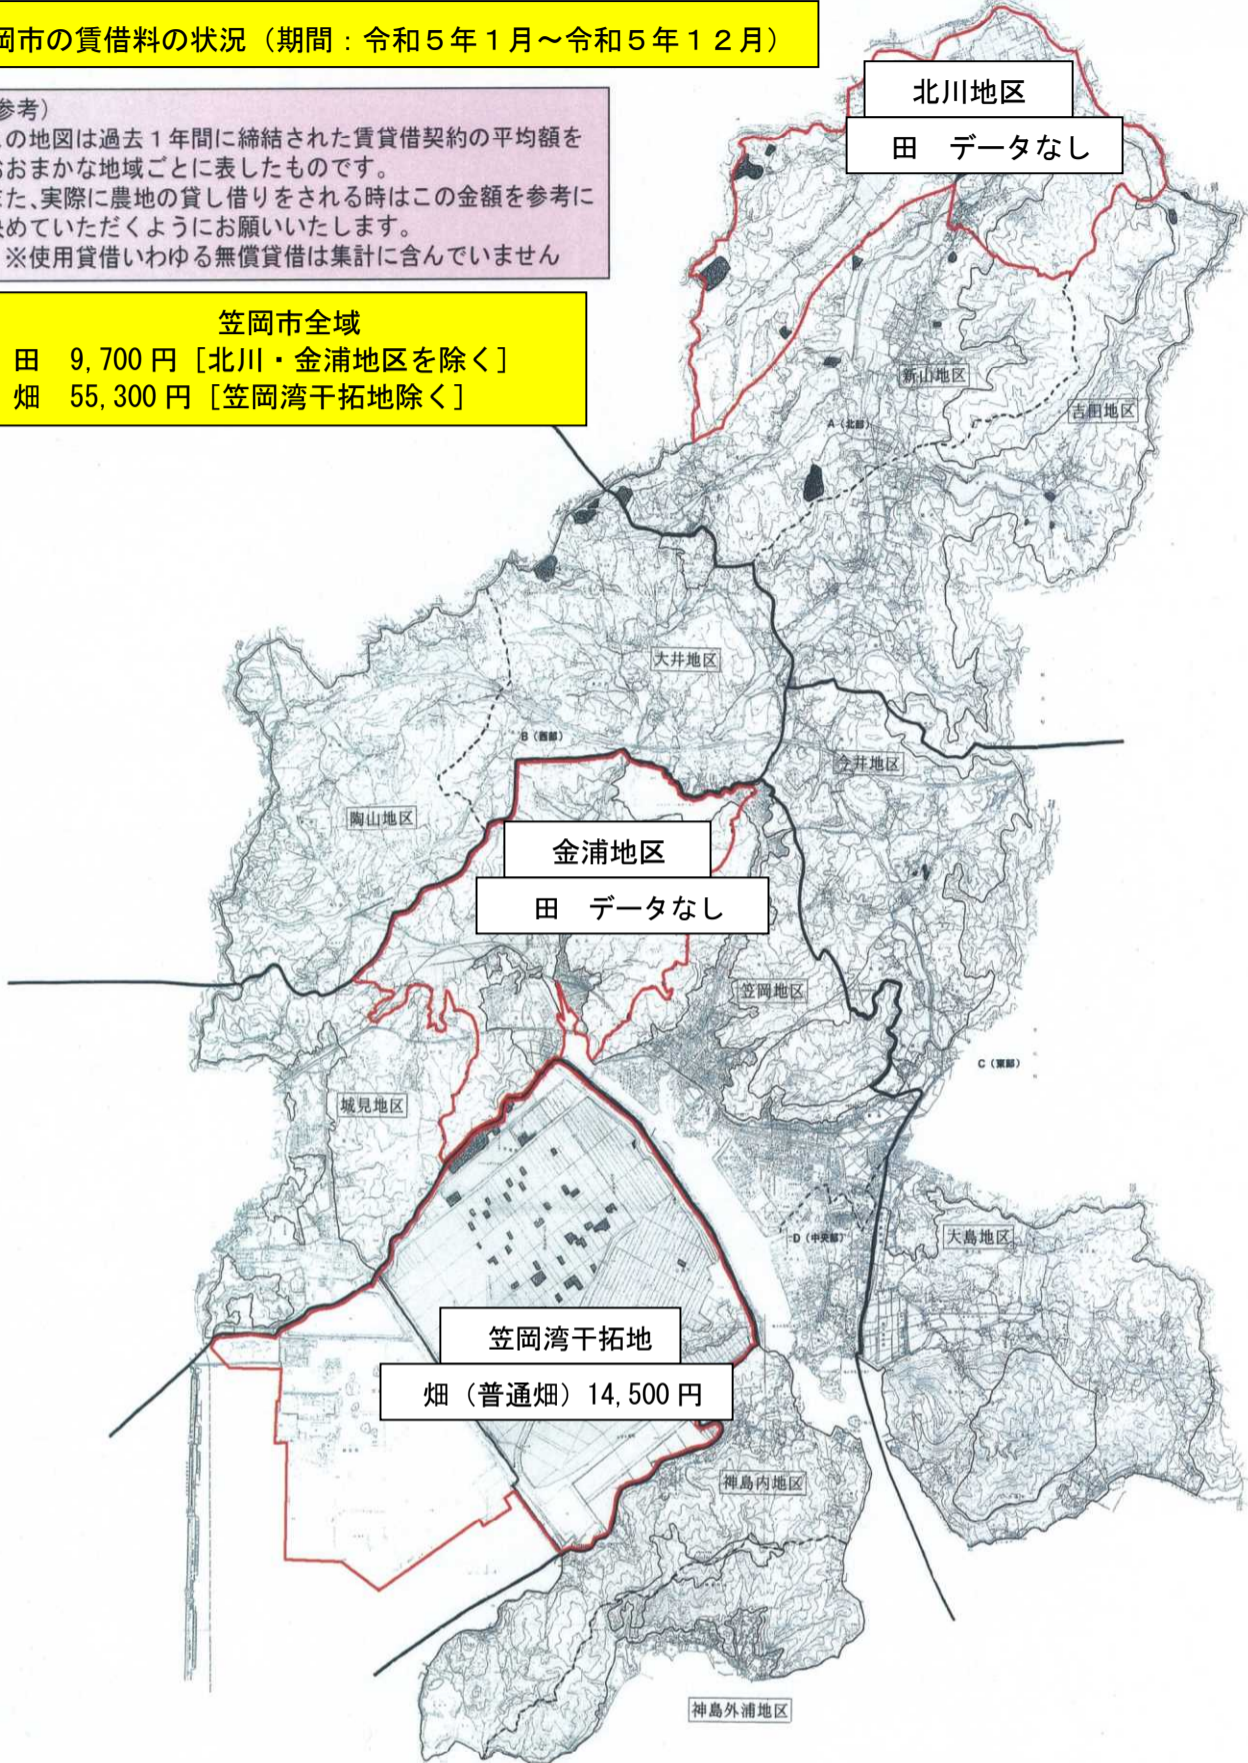 岡市の賃借料の状況（期間：令和５年１月～令和５年１２月）
参考）
の地図は過去１年間に締結された賃貸借契約の平均額を
おおまかな地域ごとに表したものです。
また、実際に農地の貸し借りをされる時はこの金額を参考に
決めていただくようにお願いいたします。
※使用貸借いわゆる無償貸借は集計に含んでいません
笠岡市全域
田　9,700円［北川・金浦地区を除く］
畑　55,300円［笠岡湾干拓地除く］
北川地区
田　データなし
新山地区
吉田地区
A（北部）
大井地区
B（西部）
今井地区
陶山地区
金浦地区
田　データなし
笠岡地区
C（東部）
城見地区
D（中央部）
大島地区
笠岡湾干拓地
畑（普通畑）14,500円
神島内地区
神島外浦地区